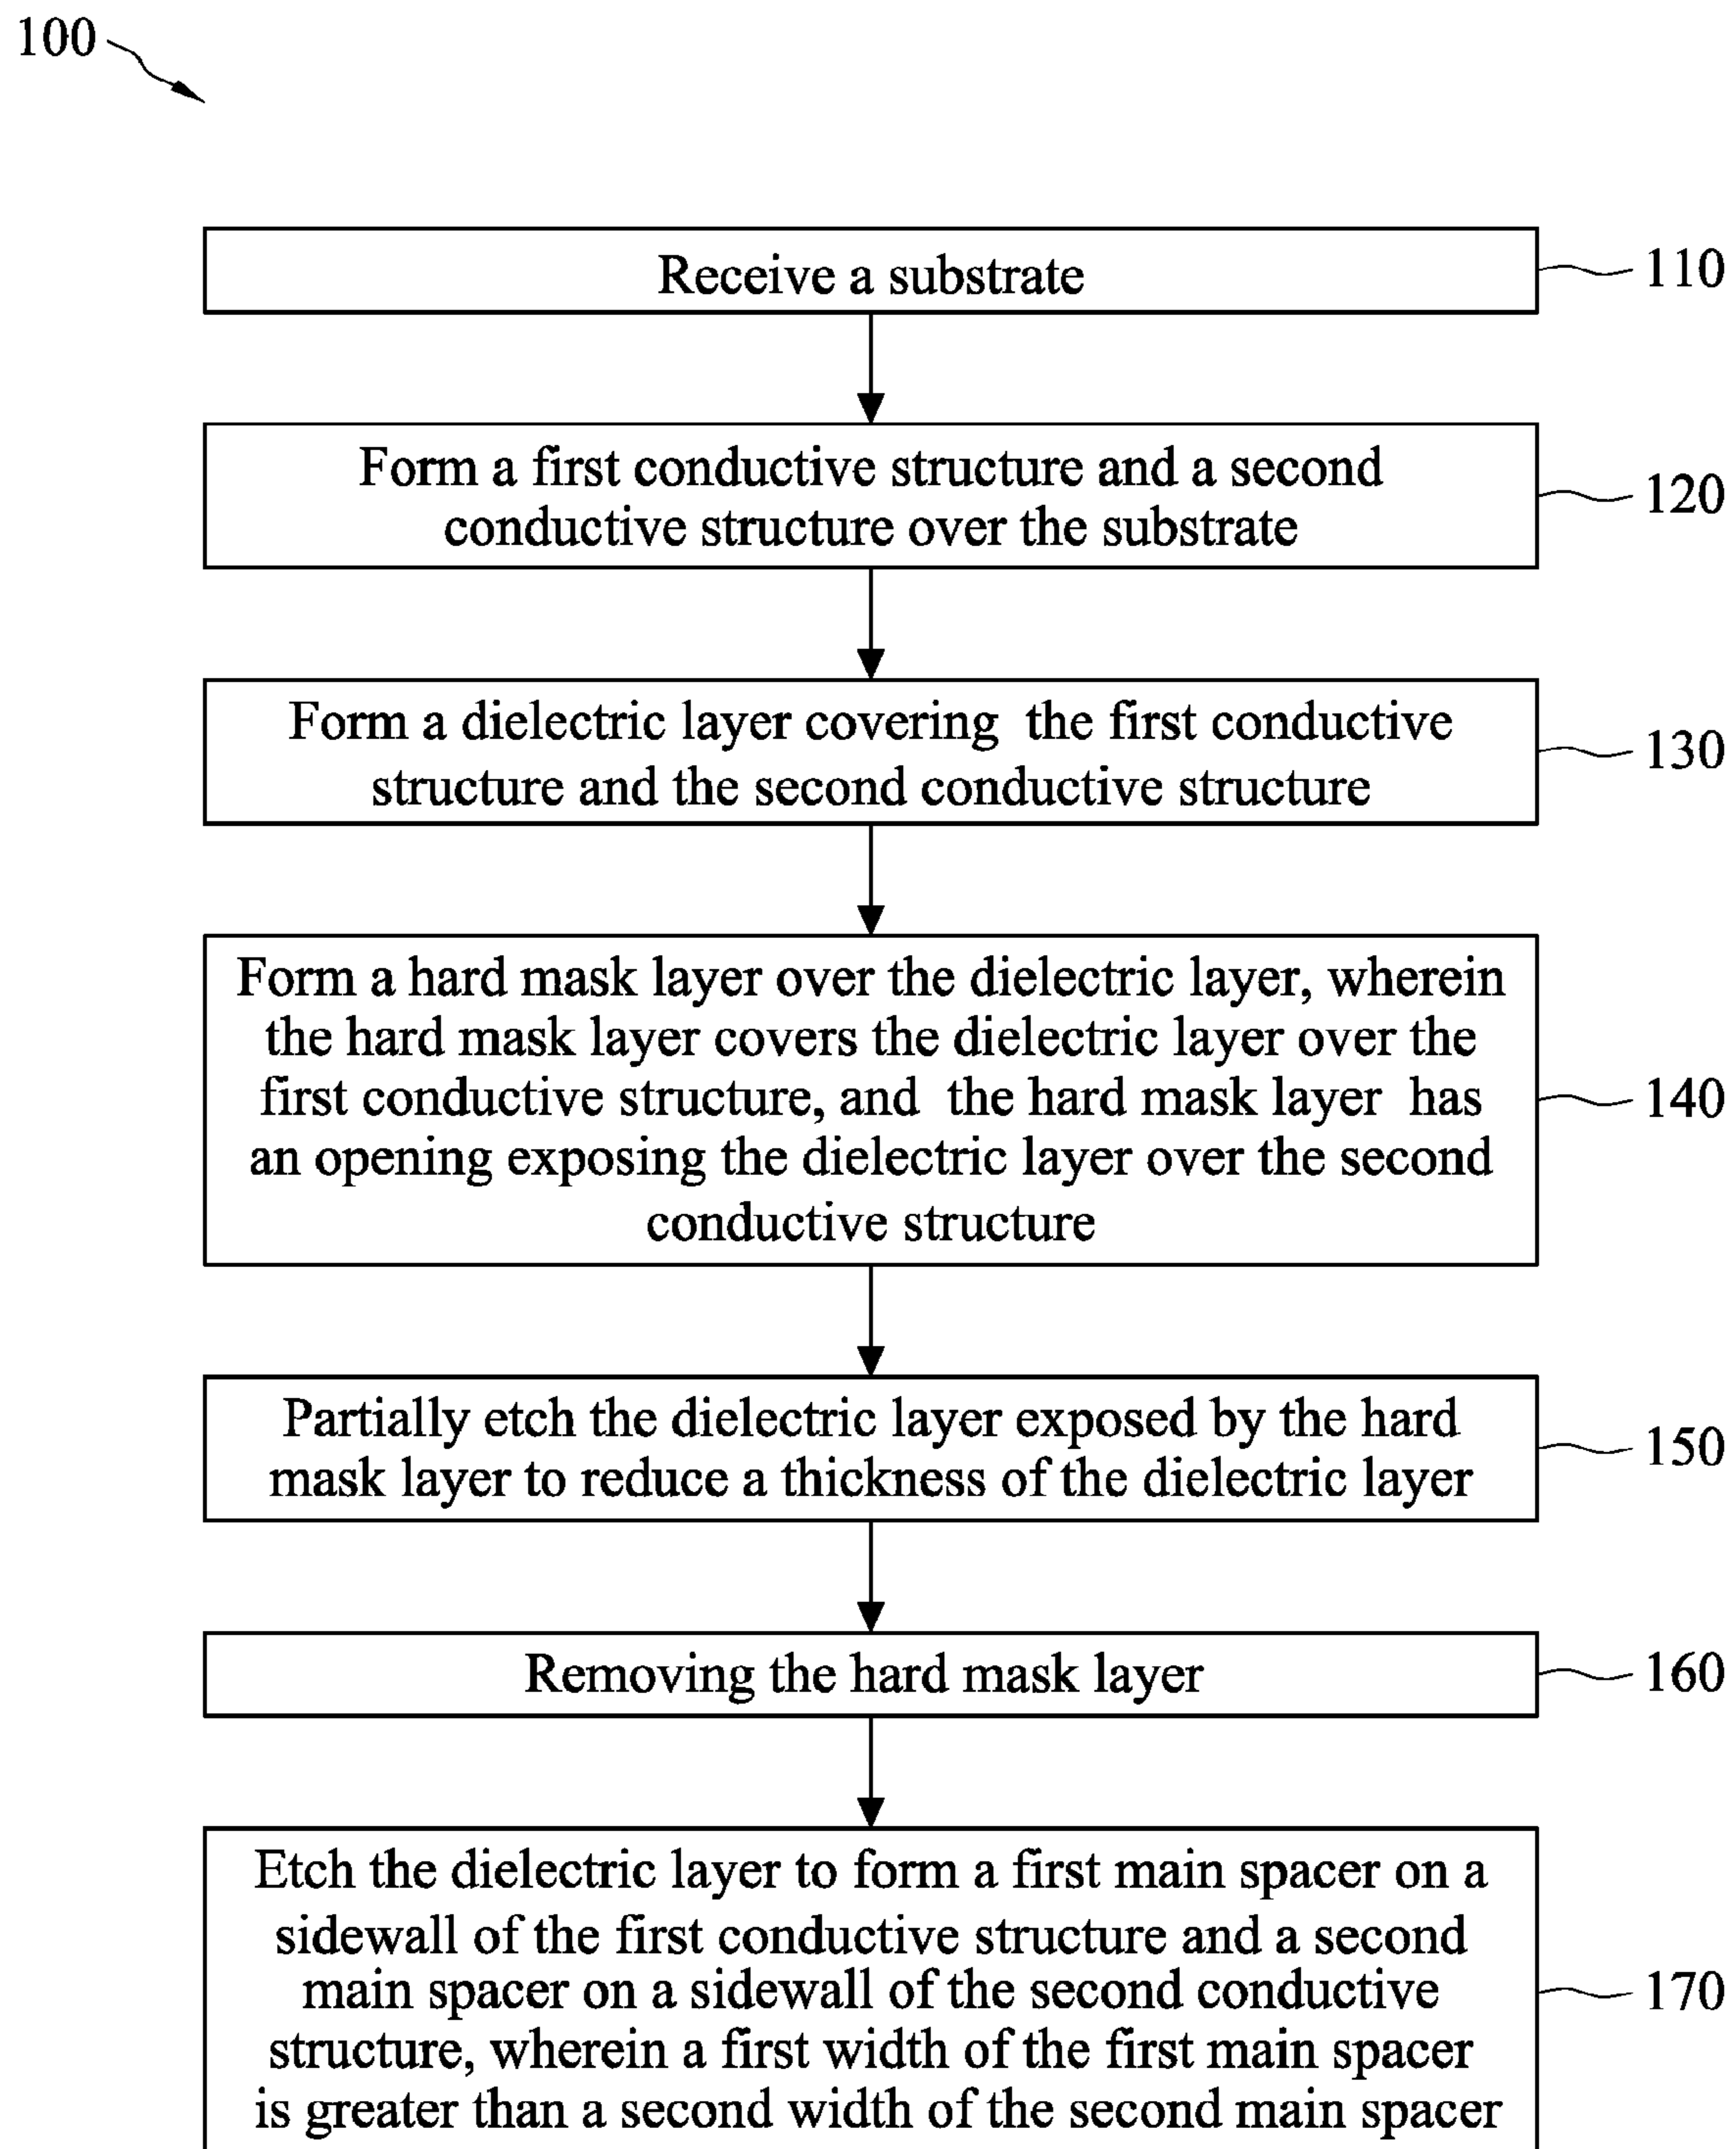 100
Receive a substrate
110
Form a first conductive structure and a second
conductive structure over the substrate
120
Form a dielectric layer covering the first conductive
structure and the second conductive structure
130
Form a hard mask layer over the dielectric layer, wherein
the hard mask layer covers the dielectric layer over the
first conductive structure, and the hard mask layer has
an opening exposing the dielectric layer over the second
conductive structure
140
Partially etch the dielectric layer exposed by the hard
mask layer to reduce a thickness of the dielectric layer
150
Removing the hard mask layer
160
Etch the dielectric layer to form a first main spacer on a
sidewall of the first conductive structure and a second
main spacer on a sidewall of the second conductive
structure, wherein a first width of the first main spacer
is greater than a second width of the second main spacer
170